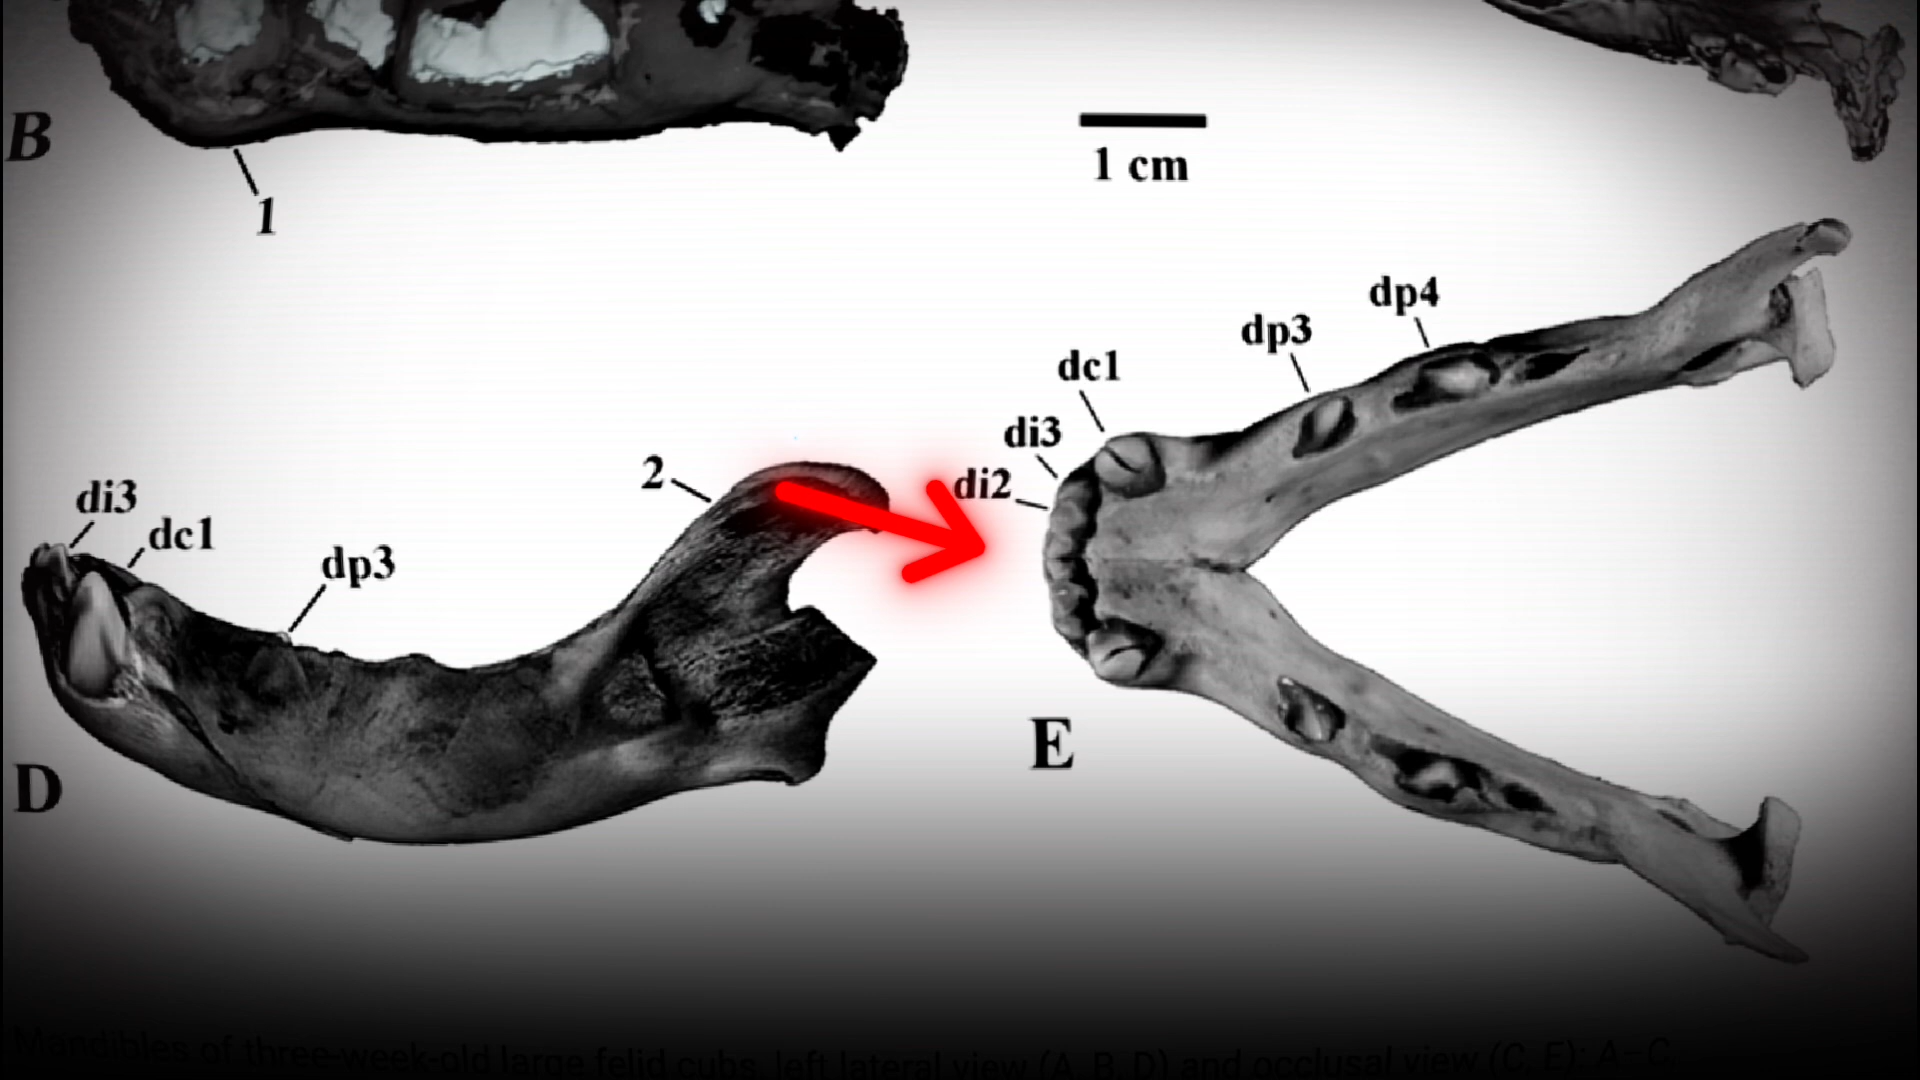 B
1 cm
1
dp4
dp3
dc1
di3
di2
2
di3
dc1
dp3
E
D
Mandibles of three-week-old large felid cubs, left lateral view (A, B, D) and occlusal view (C, E): A–C,